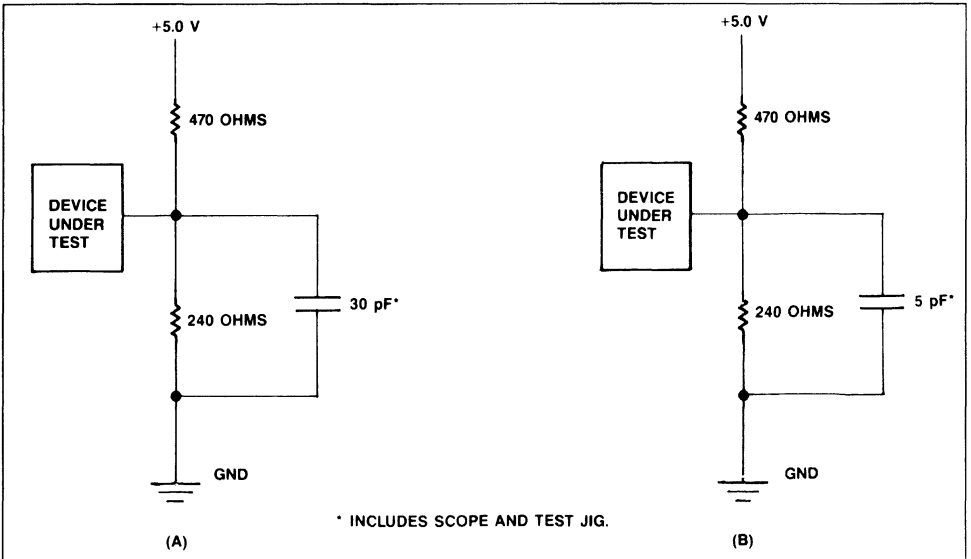 +5.0 V
470 OHMS
DEVICE
UNDER
TEST
30 pF*
240 OHMS
GND
(A)
+5.0 V
470 OHMS
DEVICE
UNDER
TEST
5 pF*
240 OHMS
GND
(B)
* INCLUDES SCOPE AND TEST JIG.